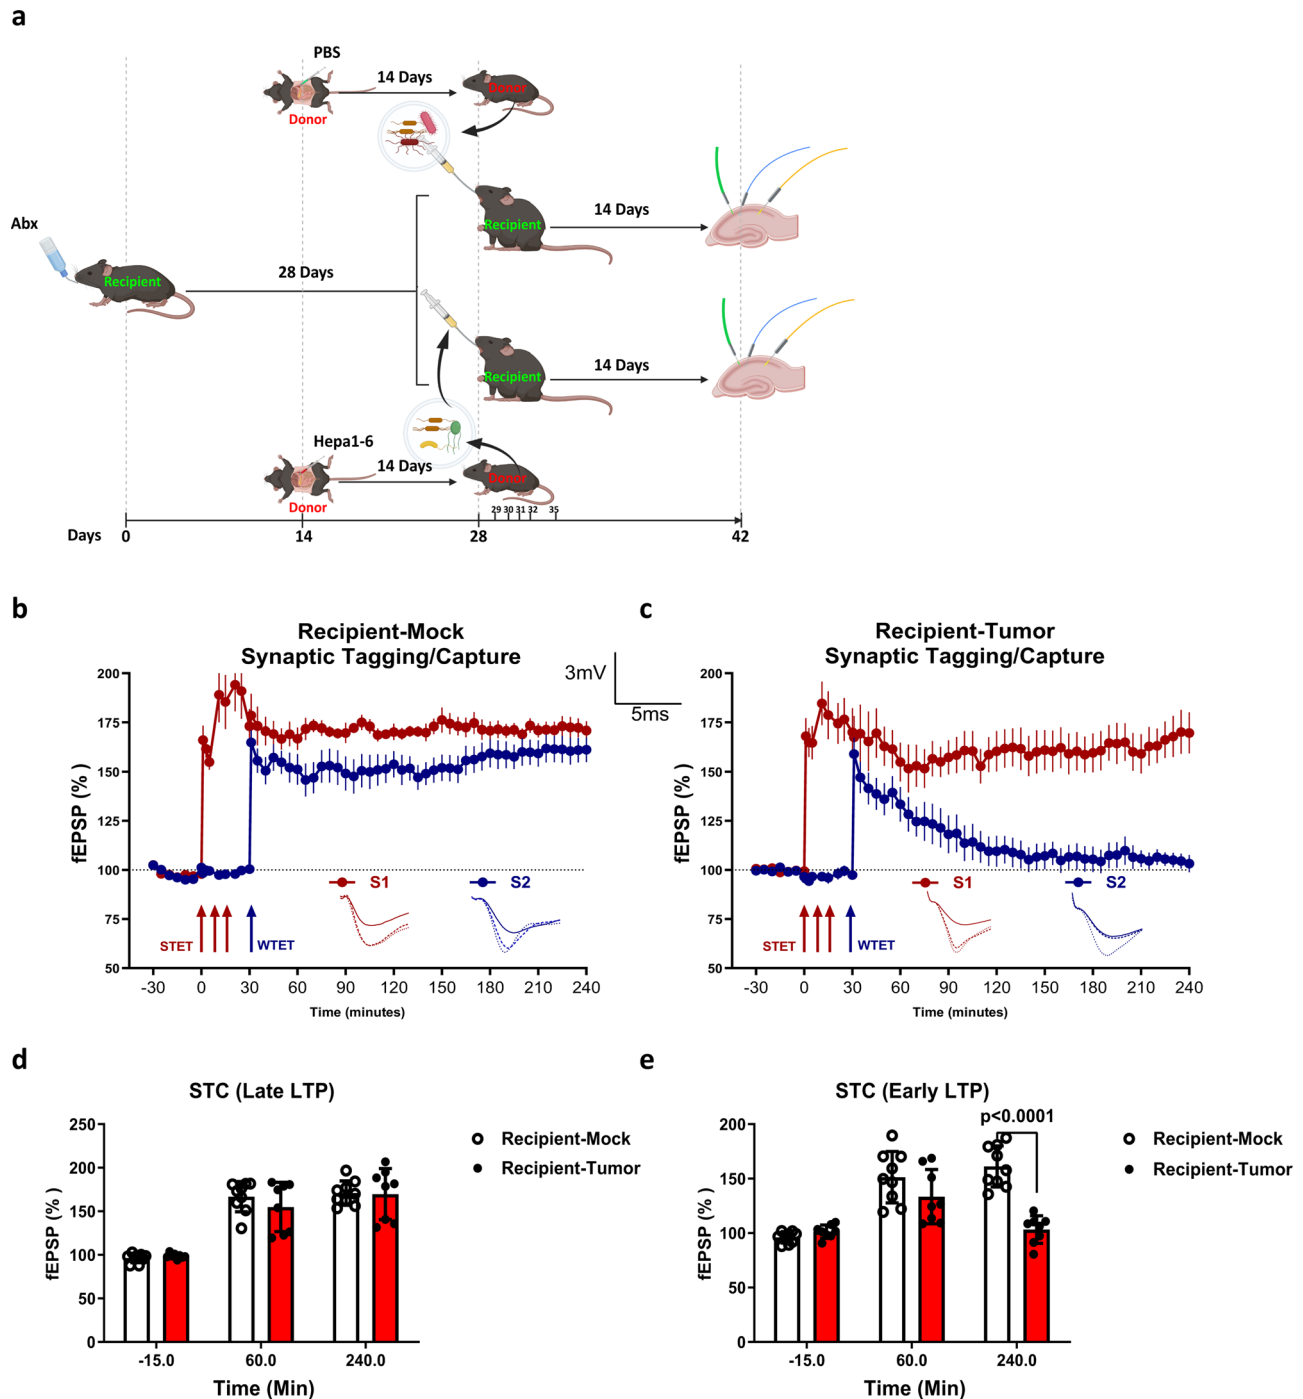 a
PBS
14 Days
Donor
Donor
Abx
Recipient
28 Days
Recipient
14 Days
Recipient
14 Days
Hepa1-6
14 Days
Donor
Donor
29 30 31 32 35
Days 0 14 28 42
b
Recipient-Mock
Synaptic Tagging/Capture
fEPSP (% )
200
175
150
125
100
75
50
S1 S2
STET WTET
-30 0 30 60 90 120 150 180 210 240
Time (minutes)
3mV
5ms
c
Recipient-Tumor
Synaptic Tagging/Capture
fEPSP (% )
200
175
150
125
100
75
50
S1 S2
STET WTET
-30 0 30 60 90 120 150 180 210 240
Time (minutes)
d
STC (Late LTP)
fEPSP (% )
250
200
150
100
50
0
-15.0 60.0 240.0
Time (Min)
Recipient-Mock
Recipient-Tumor
e
STC (Early LTP)
p<0.0001
fEPSP (% )
200
150
100
50
0
-15.0 60.0 240.0
Time (Min)
Recipient-Mock
Recipient-Tumor